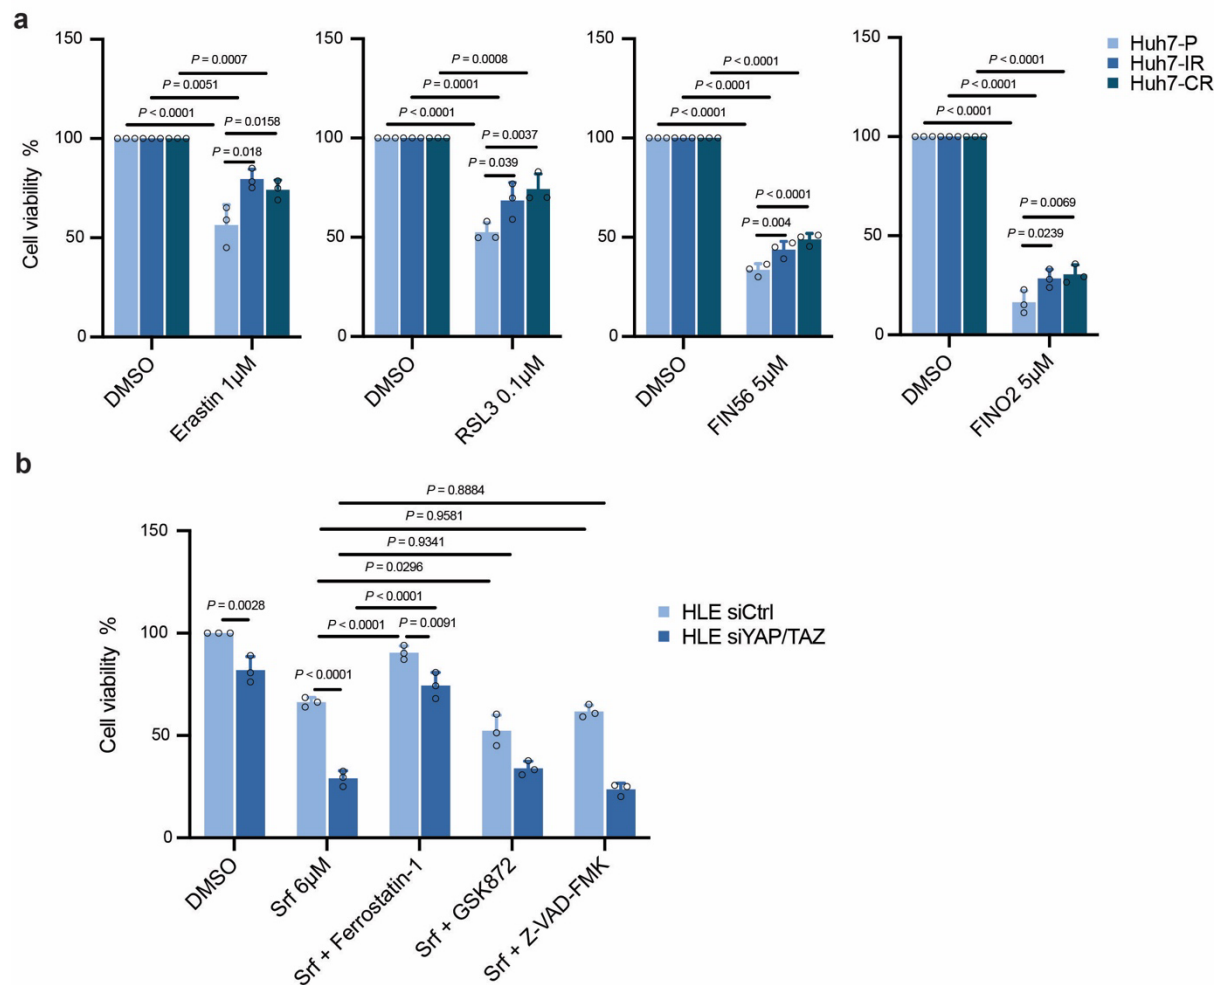 a
150
100
50
0
Cell viability %
P = 0.0007
P = 0.0051
P < 0.0001
P = 0.0158
P = 0.018
DMSO
Erastin 1µM
150
100
50
0
P = 0.0008
P = 0.0001
P < 0.0001
P = 0.0037
P = 0.039
DMSO
RSL3 0.1µM
150
100
50
0
P < 0.0001
P < 0.0001
P < 0.0001
P < 0.0001
P = 0.004
DMSO
FIN56 5µM
150
100
50
0
P < 0.0001
P < 0.0001
P < 0.0001
P = 0.0069
P = 0.0239
DMSO
FINO2 5µM
Huh7-P
Huh7-IR
Huh7-CR
b
150
100
50
0
Cell viability %
P = 0.8884
P = 0.9581
P = 0.9341
P = 0.0296
P < 0.0001
P = 0.0028
P < 0.0001
P = 0.0091
P < 0.0001
DMSO
Srf 6µM
Srf + Ferrostatin-1
Srf + GSK872
Srf + Z-VAD-FMK
HLE siCtrl
HLE siYAP/TAZ